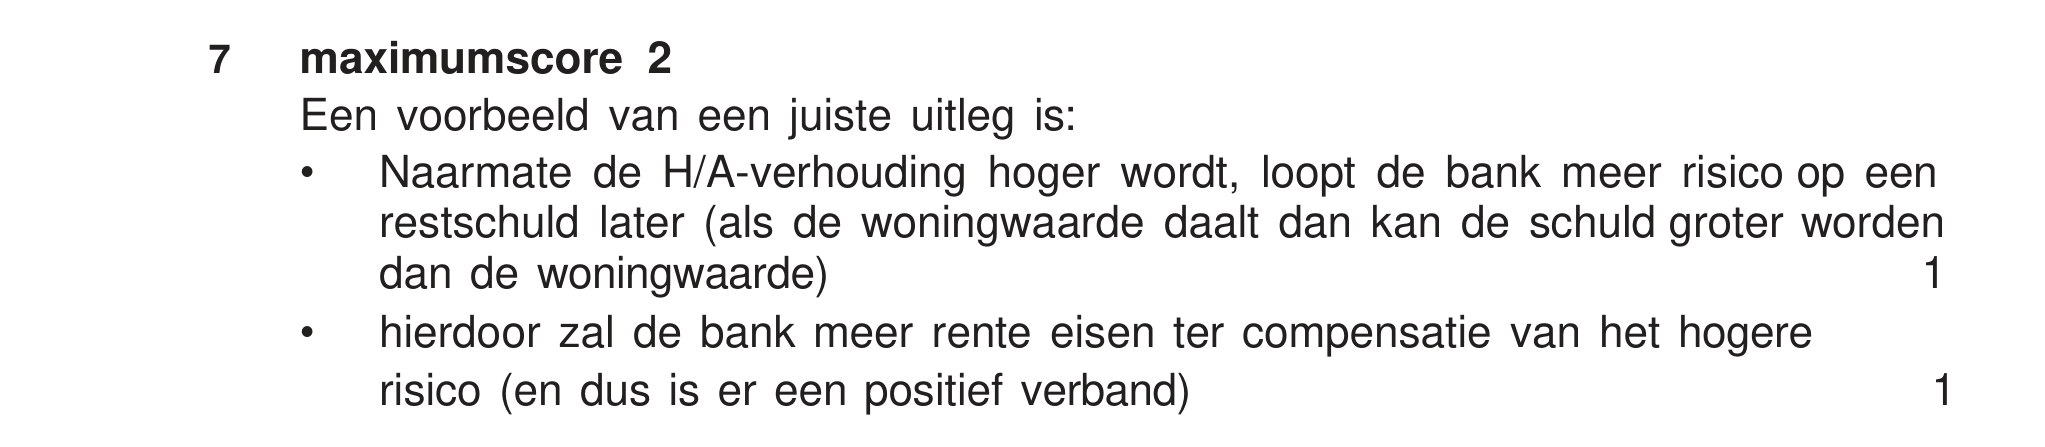 7 maximumscore 2
Een voorbeeld van een juiste uitleg is:
• Naarmate de H/A-verhouding hoger wordt, loopt de bank meer risico op een
restschuld later (als de woningwaarde daalt dan kan de schuld groter worden
dan de woningwaarde) 1
• hierdoor zal de bank meer rente eisen ter compensatie van het hogere
risico (en dus is er een positief verband) 1